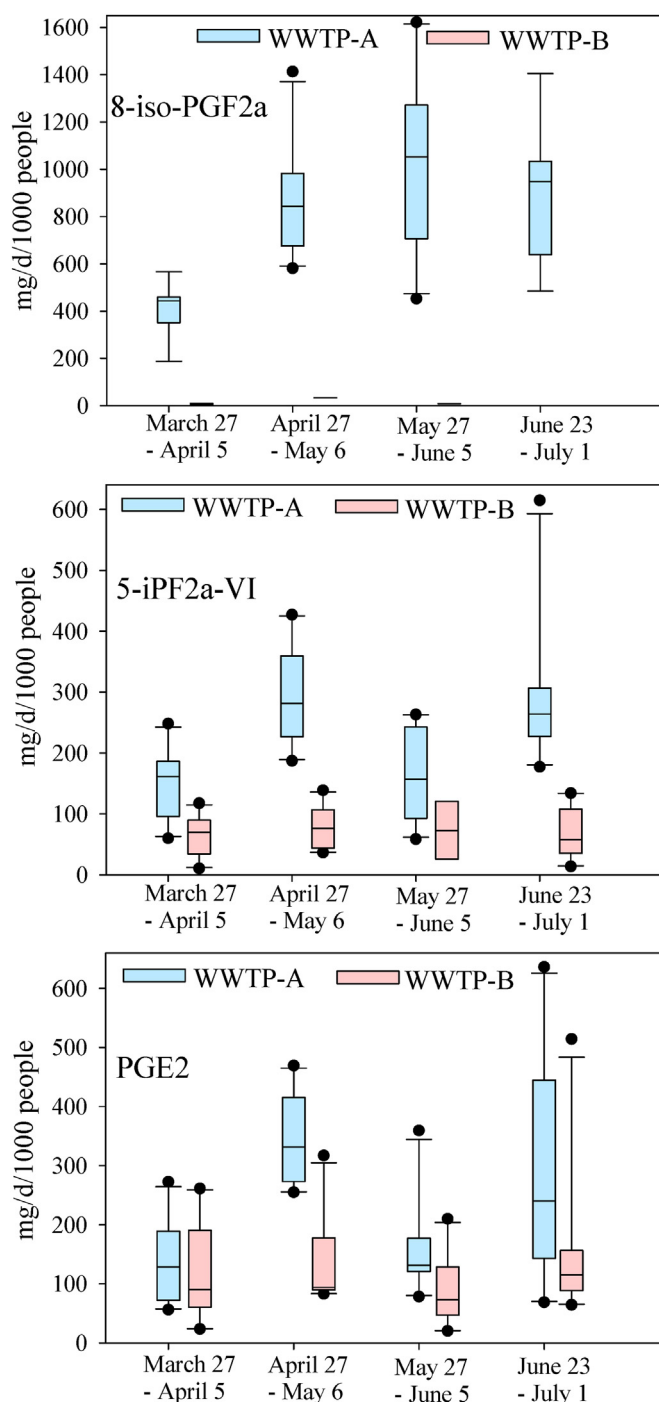 1600
1400
1200
1000
800
600
400
200
0
mg/d/1000 people
WWTP-A
WWTP-B
8-iso-PGF2a
March 27
- April 5
April 27
- May 6
May 27
- June 5
June 23
- July 1
600
500
400
300
200
100
0
mg/d/1000 people
WWTP-A
WWTP-B
5-iPF2a-VI
March 27
- April 5
April 27
- May 6
May 27
- June 5
June 23
- July 1
600
500
400
300
200
100
0
mg/d/1000 people
WWTP-A
WWTP-B
PGE2
March 27
- April 5
April 27
- May 6
May 27
- June 5
June 23
- July 1